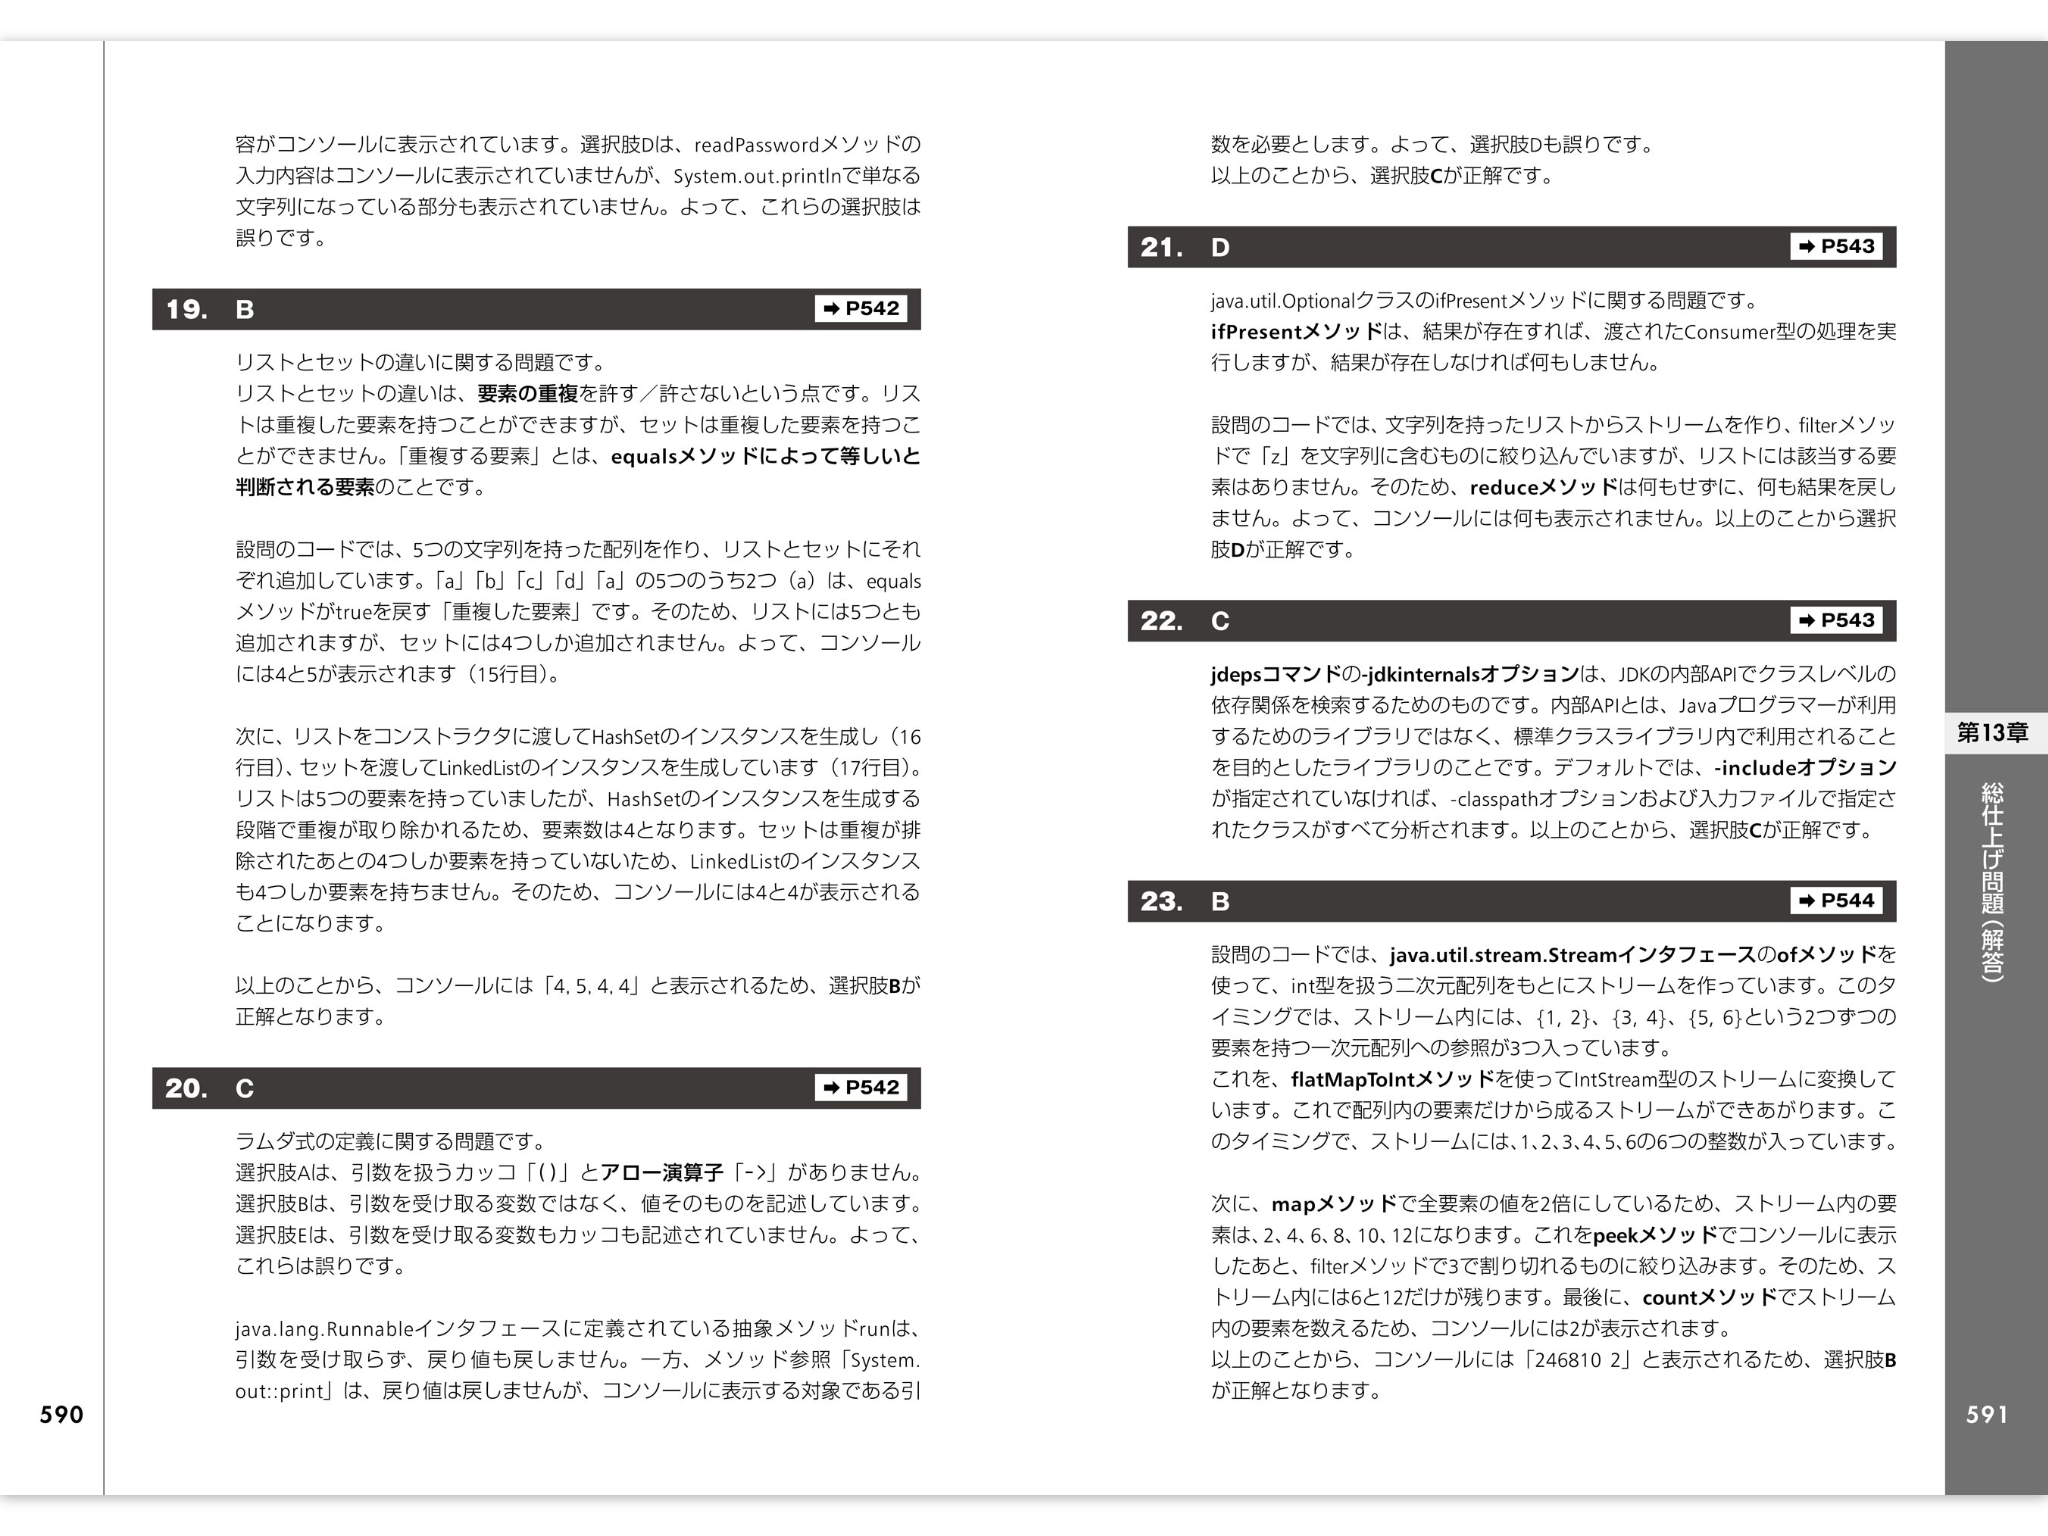 容がコンソールに表示されています。選択肢Dは、readPasswordメソッドの
入力内容はコンソールに表示されていませんが、System.out.printlnで単なる
文字列になっている部分も表示されていません。よって、これらの選択肢は
誤りです。
19. B ➡ P542
リストとセットの違いに関する問題です。
リストとセットの違いは、要素の重複を許す／許さないという点です。リス
トは重複した要素を持つことができますが、セットは重複した要素を持つこ
とができません。「重複する要素」とは、equalsメソッドによって等しいと
判断される要素のことです。
設問のコードでは、5つの文字列を持った配列を作り、リストとセットにそれ
ぞれ追加しています。「a」「b」「c」「d」「a」の5つのうち2つ（a）は、equals
メソッドがtrueを戻す「重複した要素」です。そのため、リストには5つとも
追加されますが、セットには4つしか追加されません。よって、コンソール
には4と5が表示されます（15行目）。
次に、リストをコンストラクタに渡してHashSetのインスタンスを生成し（16
行目）、セットを渡してLinkedListのインスタンスを生成しています（17行目）。
リストは5つの要素を持っていましたが、HashSetのインスタンスを生成する
段階で重複が取り除かれるため、要素数は4となります。セットは重複が排
除されたあとの4つしか要素を持っていないため、LinkedListのインスタンス
も4つしか要素を持ちません。そのため、コンソールには4と4が表示される
ことになります。
以上のことから、コンソールには「4, 5, 4, 4」と表示されるため、選択肢Bが
正解となります。
20. C ➡ P542
ラムダ式の定義に関する問題です。
選択肢Aは、引数を扱うカッコ「( )」とアロー演算子「->」がありません。
選択肢Bは、引数を受け取る変数ではなく、値そのものを記述しています。
選択肢Eは、引数を受け取る変数もカッコも記述されていません。よって、
これらは誤りです。
java.lang.Runnableインタフェースに定義されている抽象メソッドrunは、
引数を受け取らず、戻り値も戻しません。一方、メソッド参照「System.
out::print」は、戻り値は戻しませんが、コンソールに表示する対象である引
590
数を必要とします。よって、選択肢Dも誤りです。
以上のことから、選択肢Cが正解です。
21. D ➡ P543
java.util.OptionalクラスのifPresentメソッドに関する問題です。
ifPresentメソッドは、結果が存在すれば、渡されたConsumer型の処理を実
行しますが、結果が存在しなければ何もしません。
設問のコードでは、文字列を持ったリストからストリームを作り、filterメソッ
ドで「z」を文字列に含むものに絞り込んでいますが、リストには該当する要
素はありません。そのため、reduceメソッドは何もせずに、何も結果を戻し
ません。よって、コンソールには何も表示されません。以上のことから選択
肢Dが正解です。
22. C ➡ P543
jdepsコマンドの-jdkinternalsオプションは、JDKの内部APIでクラスレベルの
依存関係を検索するためのものです。内部APIとは、Javaプログラマーが利用
するためのライブラリではなく、標準クラスライブラリ内で利用されること
を目的としたライブラリのことです。デフォルトでは、-includeオプション
が指定されていなければ、-classpathオプションおよび入力ファイルで指定さ
れたクラスがすべて分析されます。以上のことから、選択肢Cが正解です。
23. B ➡ P544
設問のコードでは、java.util.stream.Streamインタフェースのofメソッドを
使って、int型を扱う二次元配列をもとにストリームを作っています。このタ
イミングでは、ストリーム内には、{1, 2}、{3, 4}、{5, 6}という2つずつの
要素を持つ一次元配列への参照が3つ入っています。
これを、flatMapToIntメソッドを使ってIntStream型のストリームに変換して
います。これで配列内の要素だけから成るストリームができあがります。こ
のタイミングで、ストリームには、1、2、3、4、5、6の6つの整数が入っています。
次に、mapメソッドで全要素の値を2倍にしているため、ストリーム内の要
素は、2、4、6、8、10、12になります。これをpeekメソッドでコンソールに表示
したあと、filterメソッドで3で割り切れるものに絞り込みます。そのため、ス
トリーム内には6と12だけが残ります。最後に、countメソッドでストリーム
内の要素を数えるため、コンソールには2が表示されます。
以上のことから、コンソールには「246810 2」と表示されるため、選択肢B
が正解となります。
第13章
総仕上げ問題（解答）
591